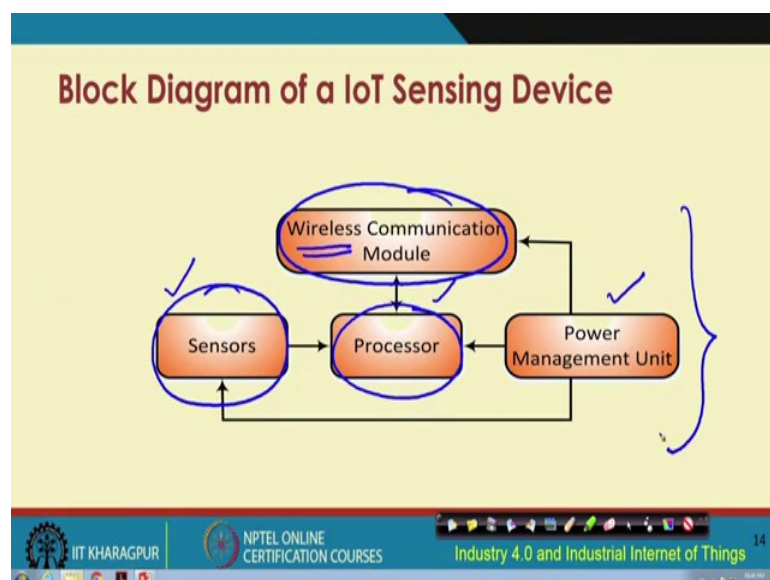 Block Diagram of a IoT Sensing Device
Wireless Communication
Module
Sensors
Processor
Power
Management Unit
IIT KHARAGPUR
NPTEL ONLINE
CERTIFICATION COURSES
Industry 4.0 and Industrial Internet of Things
14